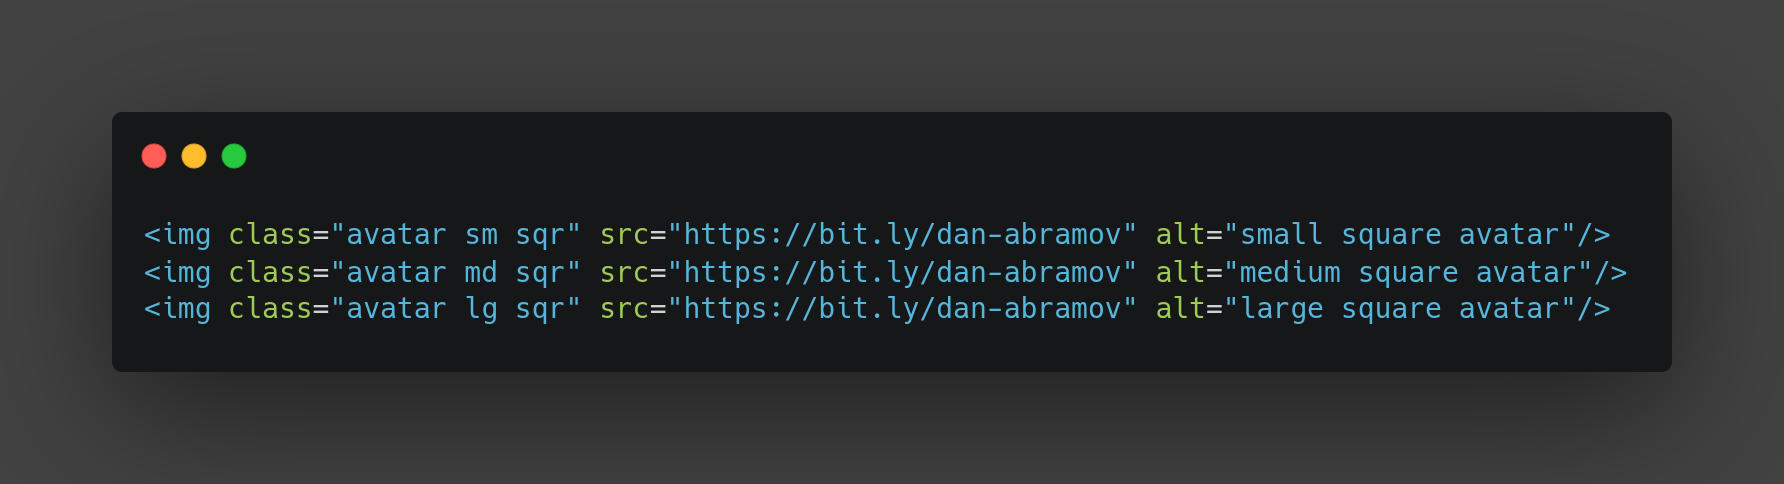 <img class="avatar sm sqr" src="https://bit.ly/dan-abramov" alt="small square avatar"/>
<img class="avatar md sqr" src="https://bit.ly/dan-abramov" alt="medium square avatar"/>
<img class="avatar lg sqr" src="https://bit.ly/dan-abramov" alt="large square avatar"/>